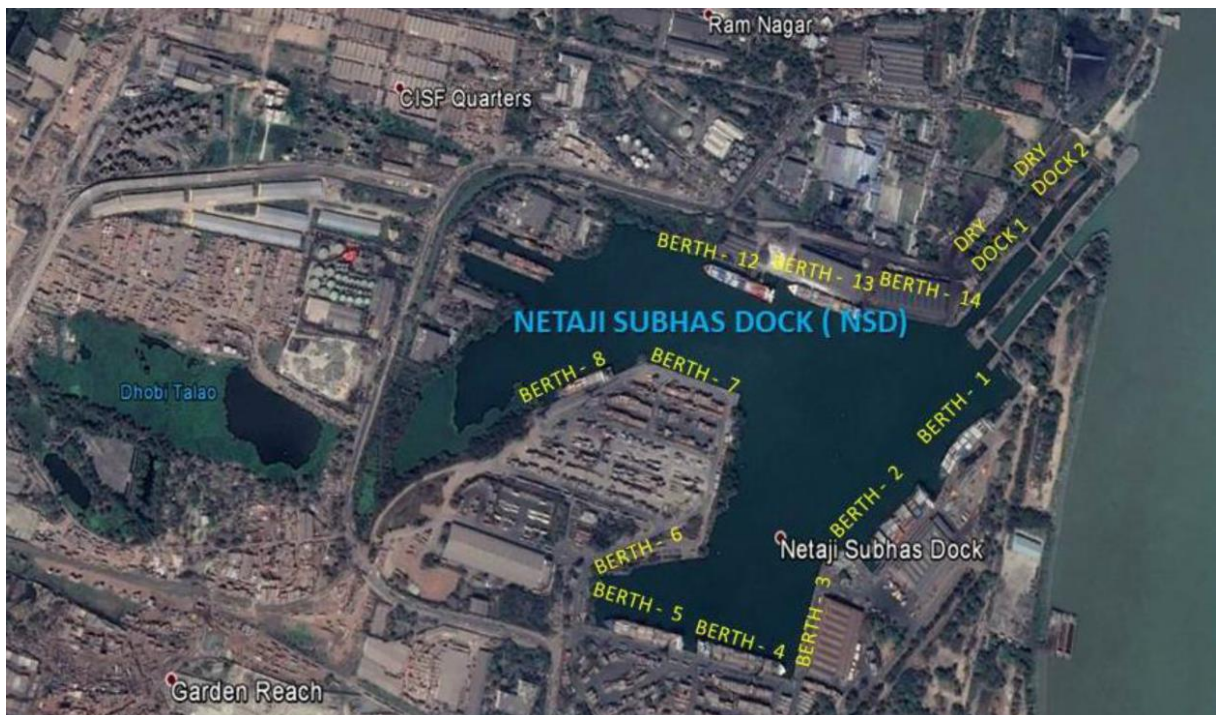 Ram Nagar
CISF Quarters
DRY
DOCK 2
DRY
DOCK 1
BERTH - 12
BERTH - 13
BERTH - 14
NETAJI SUBHAS DOCK ( NSD)
BERTH - 8
BERTH - 7
BERTH - 1
Dhobi Talao
BERTH - 2
Netaji Subhas Dock
BERTH - 6
BERTH - 3
BERTH - 5
BERTH - 4
Garden Reach